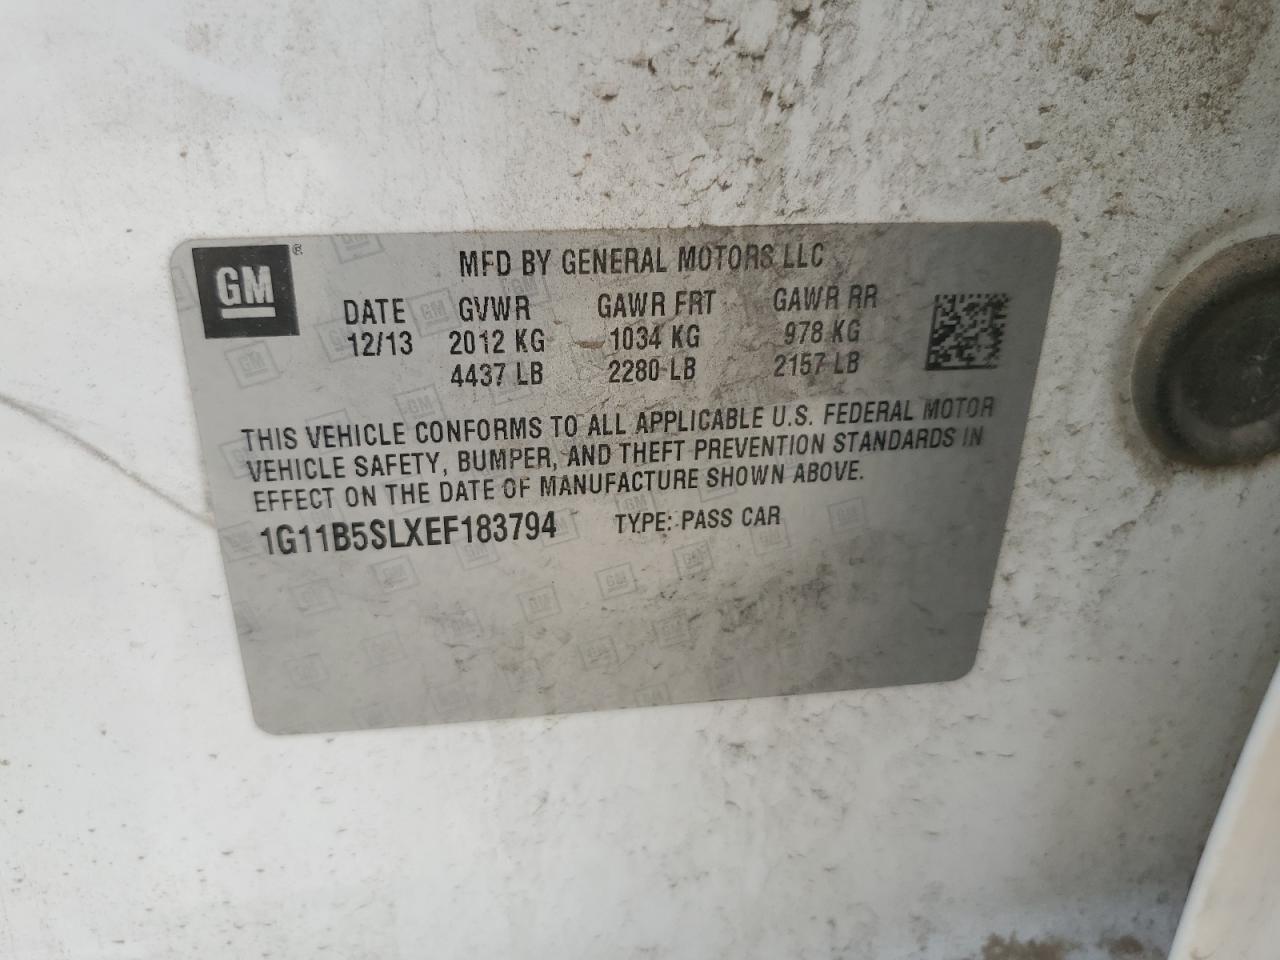 GM ®
MFD BY GENERAL MOTORS LLC
DATE GVWR GAWR FRT GAWR RR
12/13 2012 KG 1034 KG 978 KG
4437 LB 2280 LB 2157 LB
THIS VEHICLE CONFORMS TO ALL APPLICABLE U.S. FEDERAL MOTOR
VEHICLE SAFETY, BUMPER, AND THEFT PREVENTION STANDARDS IN
EFFECT ON THE DATE OF MANUFACTURE SHOWN ABOVE.
1G11B5SLXEF183794 TYPE: PASS CAR